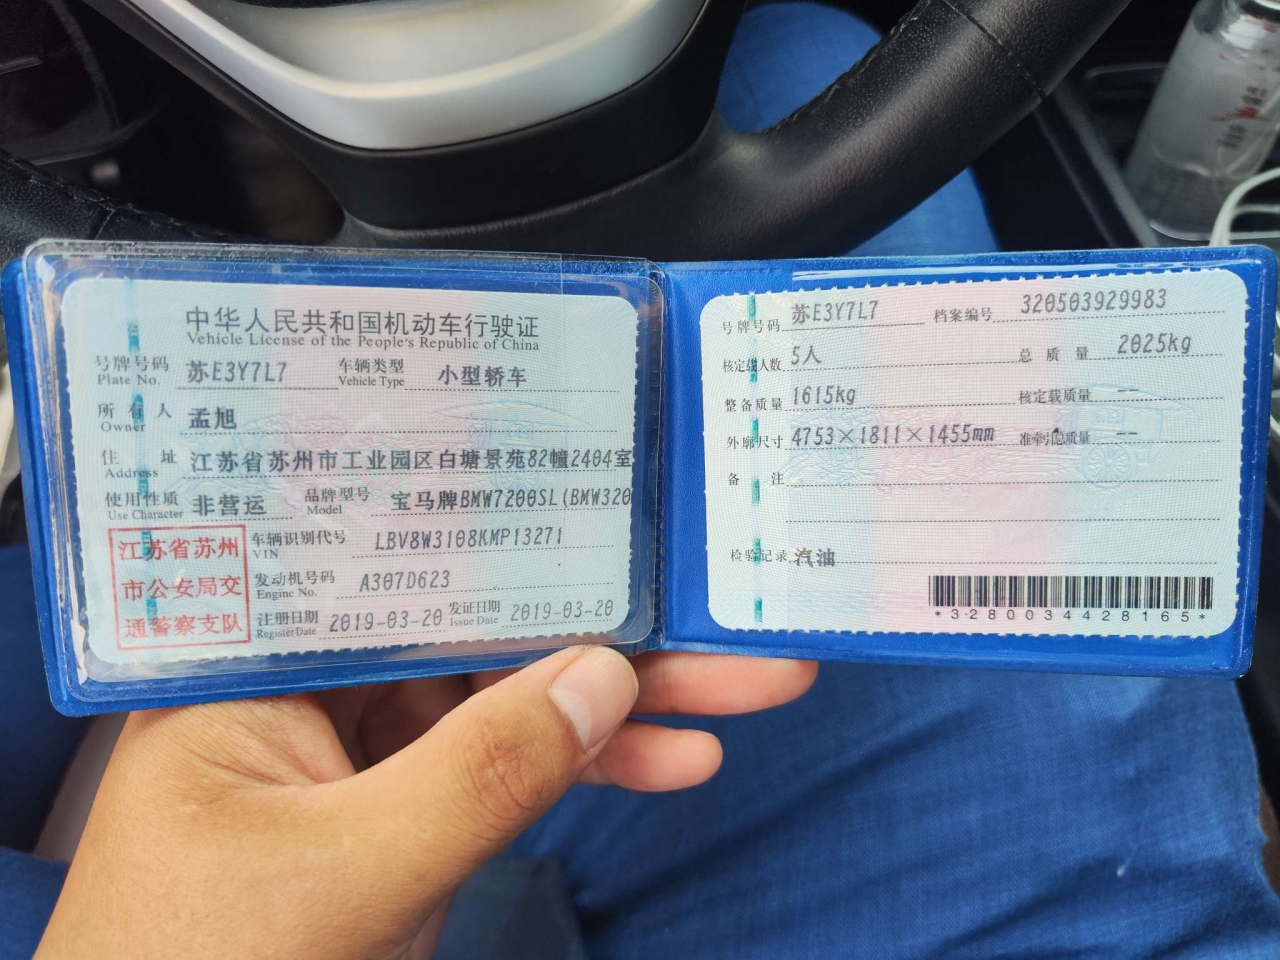 中华人民共和国机动车行驶证
Vehicle License of the People's Republic of China
号牌号码 苏E3Y7L7 车辆类型 小型轿车
Plate No. Vehicle Type
所有人 孟旭
Owner
住址 江苏省苏州市工业园区白塘景苑82幢2404室
Address
使用性质 非营运 品牌型号 宝马牌BMW7200SL(BMW320
Use Character Model
江苏省苏州
市公安局交
通警察支队
车辆识别代号 LBV8W3108KMP13271
VIN
发动机号码 A307D623
Engine No.
注册日期 2019-03-20 发证日期 2019-03-20
Register Date Issue Date
号牌号码 苏E3Y7L7 档案编号 320503929983
核定载人数 5人 总质量 2025kg
整备质量 1615kg 核定载质量 --
外廓尺寸 4753×1811×1455mm 准牵引总质量 --
备注
检验记录 汽油
*3280034428165*